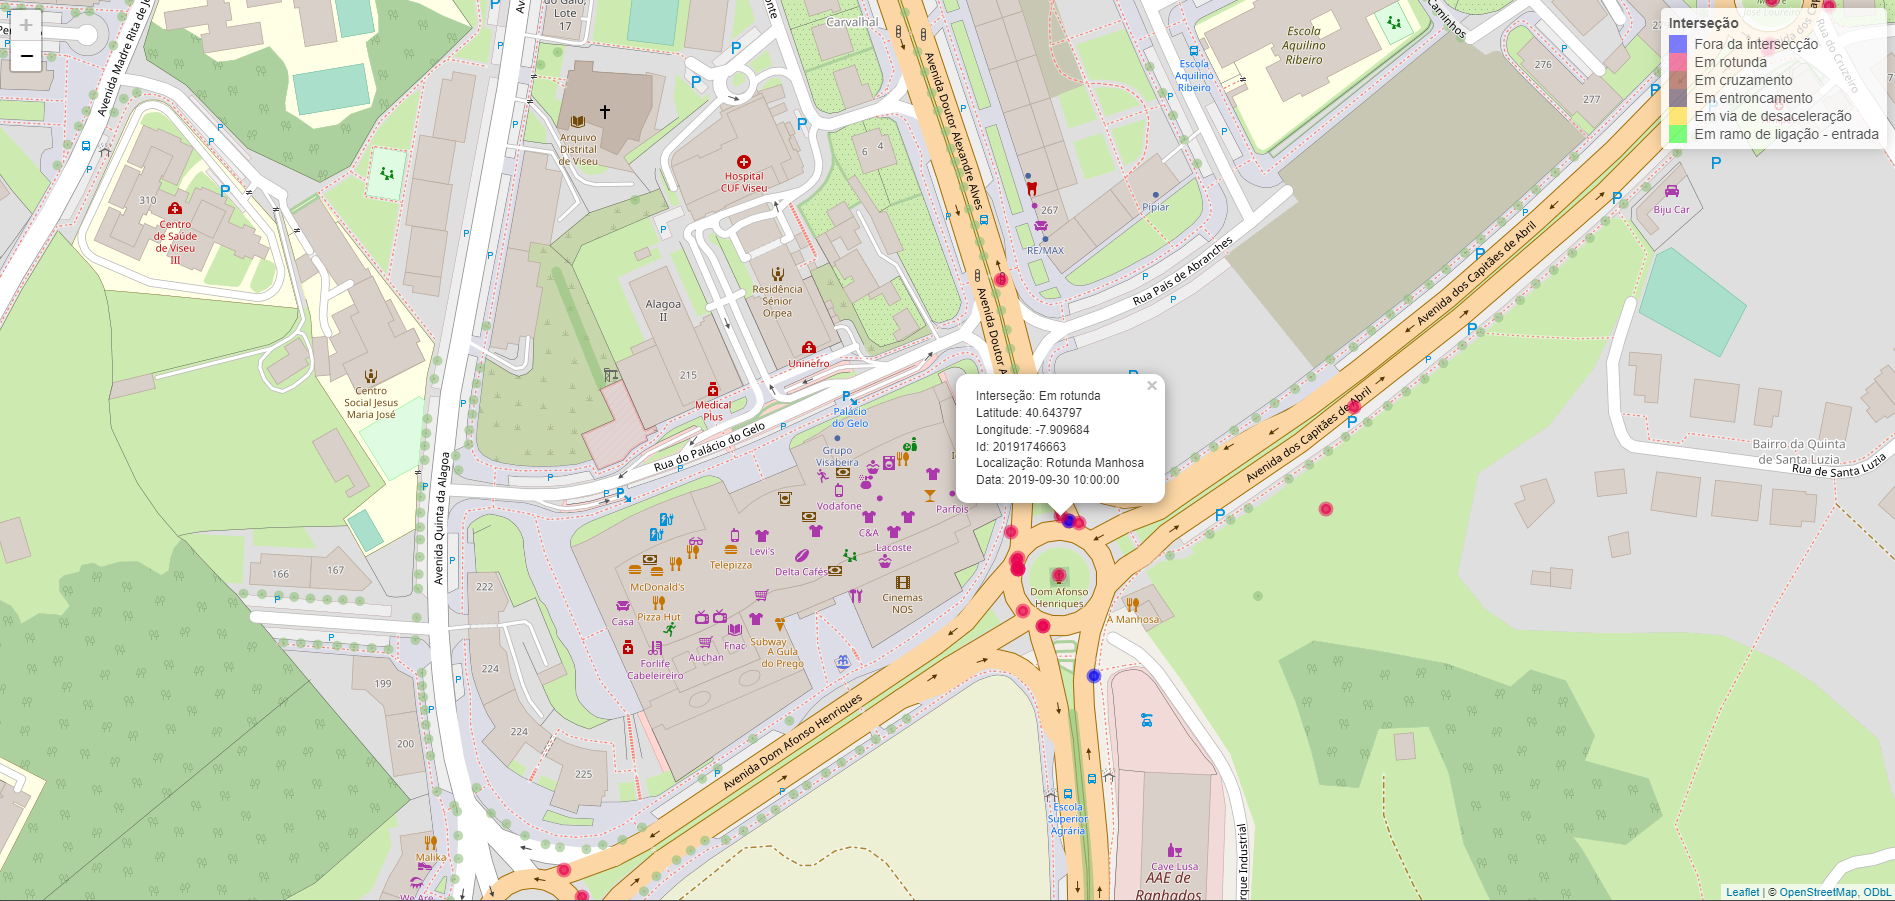 +
−
Interseção
Fora da intersecção
Em rotunda
Em cruzamento
Em entroncamento
Em via de desaceleração
Em ramo de ligação - entrada
Interseção: Em rotunda
Latitude: 40.643797
Longitude: -7.909684
Id: 20191746663
Localização: Rotunda Manhosa
Data: 2019-09-30 10:00:00
×
Lote
17
Carvalhal
Avenida Madre Rita de Je
Escola
Aquilino
Ribeiro
Escola
Aquilino
Ribeiro
Caminhos
276
277
Rua do Cruzeiro
Arquivo
Distrital
de Viseu
Hospital
CUF Viseu
6
4
Avenida Doutor Alexandre Alves
267
Pipiar
RE/MAX
Biju Car
310
Centro
de Saúde
de Viseu
III
Rua Pais de Abranches
Avenida dos Capitães de Abril
Residência
Sénior
Orpea
Alagoa
II
Avenida Doutor A
Uninefro
215
Medical
Plus
Centro
Social Jesus
Maria José
Palácio
do Gelo
Rua do Palácio do Gelo
Grupo
Visabeira
Avenida dos Capitães de Abril
Bairro da Quinta
de Santa Luzia
Rua de Santa Luzia
Avenida Quinta da Alagoa
Vodafone
Parfois
C&A
Lacoste
Levi's
Telepizza
Delta Cafés
McDonald's
Cinemas
NOS
Casa
Pizza Hut
Subway
A Gula
do Prego
Fnac
Auchan
Forlife
Cabeleireiro
Dom Afonso
Henriques
A Manhosa
166
167
222
224
199
224
200
225
Avenida Dom Afonso Henriques
Escola
Superior
Agrária
Malika
We Are
Cave Lusa
AAE de
Ranhados
rque Industrial
Leaflet | © OpenStreetMap, ODbL